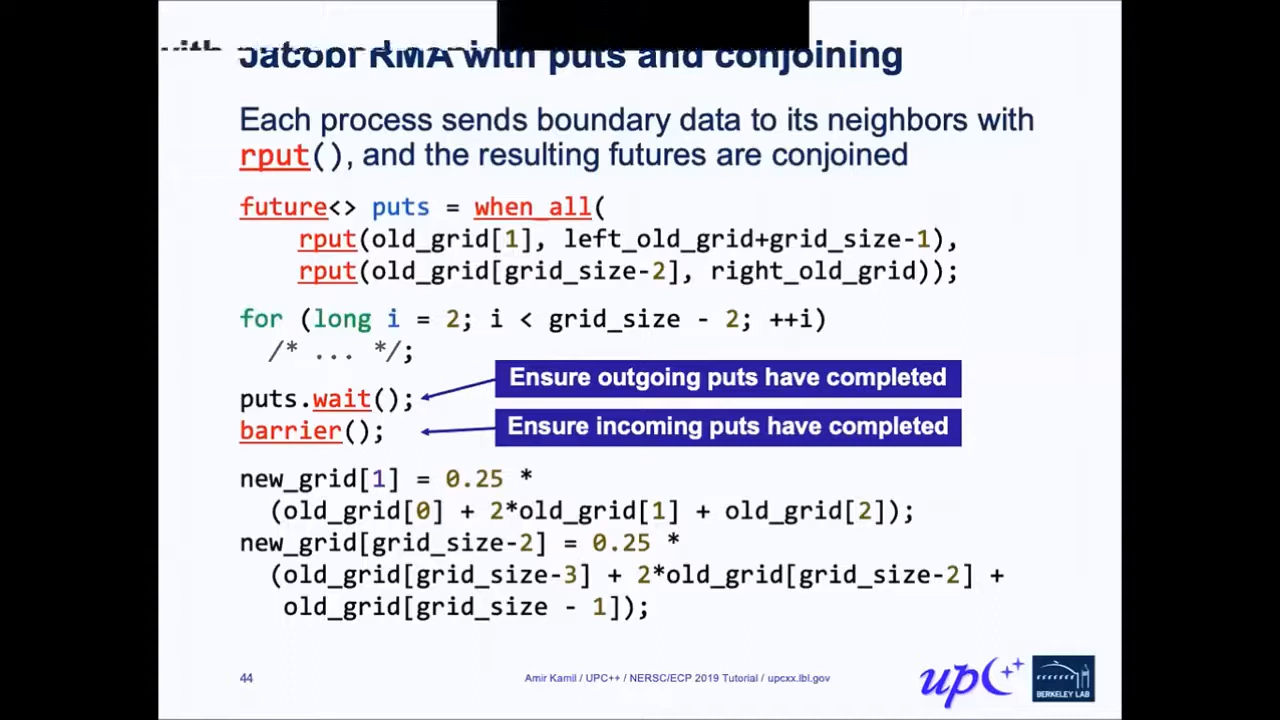 Jacobi RMA with puts and conjoining
Each process sends boundary data to its neighbors with
rput(), and the resulting futures are conjoined
future<> puts = when_all(
rput(old_grid[1], left_old_grid+grid_size-1),
rput(old_grid[grid_size-2], right_old_grid));
for (long i = 2; i < grid_size - 2; ++i)
/* ... */;
Ensure outgoing puts have completed
puts.wait();
Ensure incoming puts have completed
barrier();
new_grid[1] = 0.25 *
(old_grid[0] + 2*old_grid[1] + old_grid[2]);
new_grid[grid_size-2] = 0.25 *
(old_grid[grid_size-3] + 2*old_grid[grid_size-2] +
old_grid[grid_size - 1]);
44
Amir Kamil / UPC++ / NERSC/ECP 2019 Tutorial / upcxx.lbl.gov
upc++
BERKELEY LAB